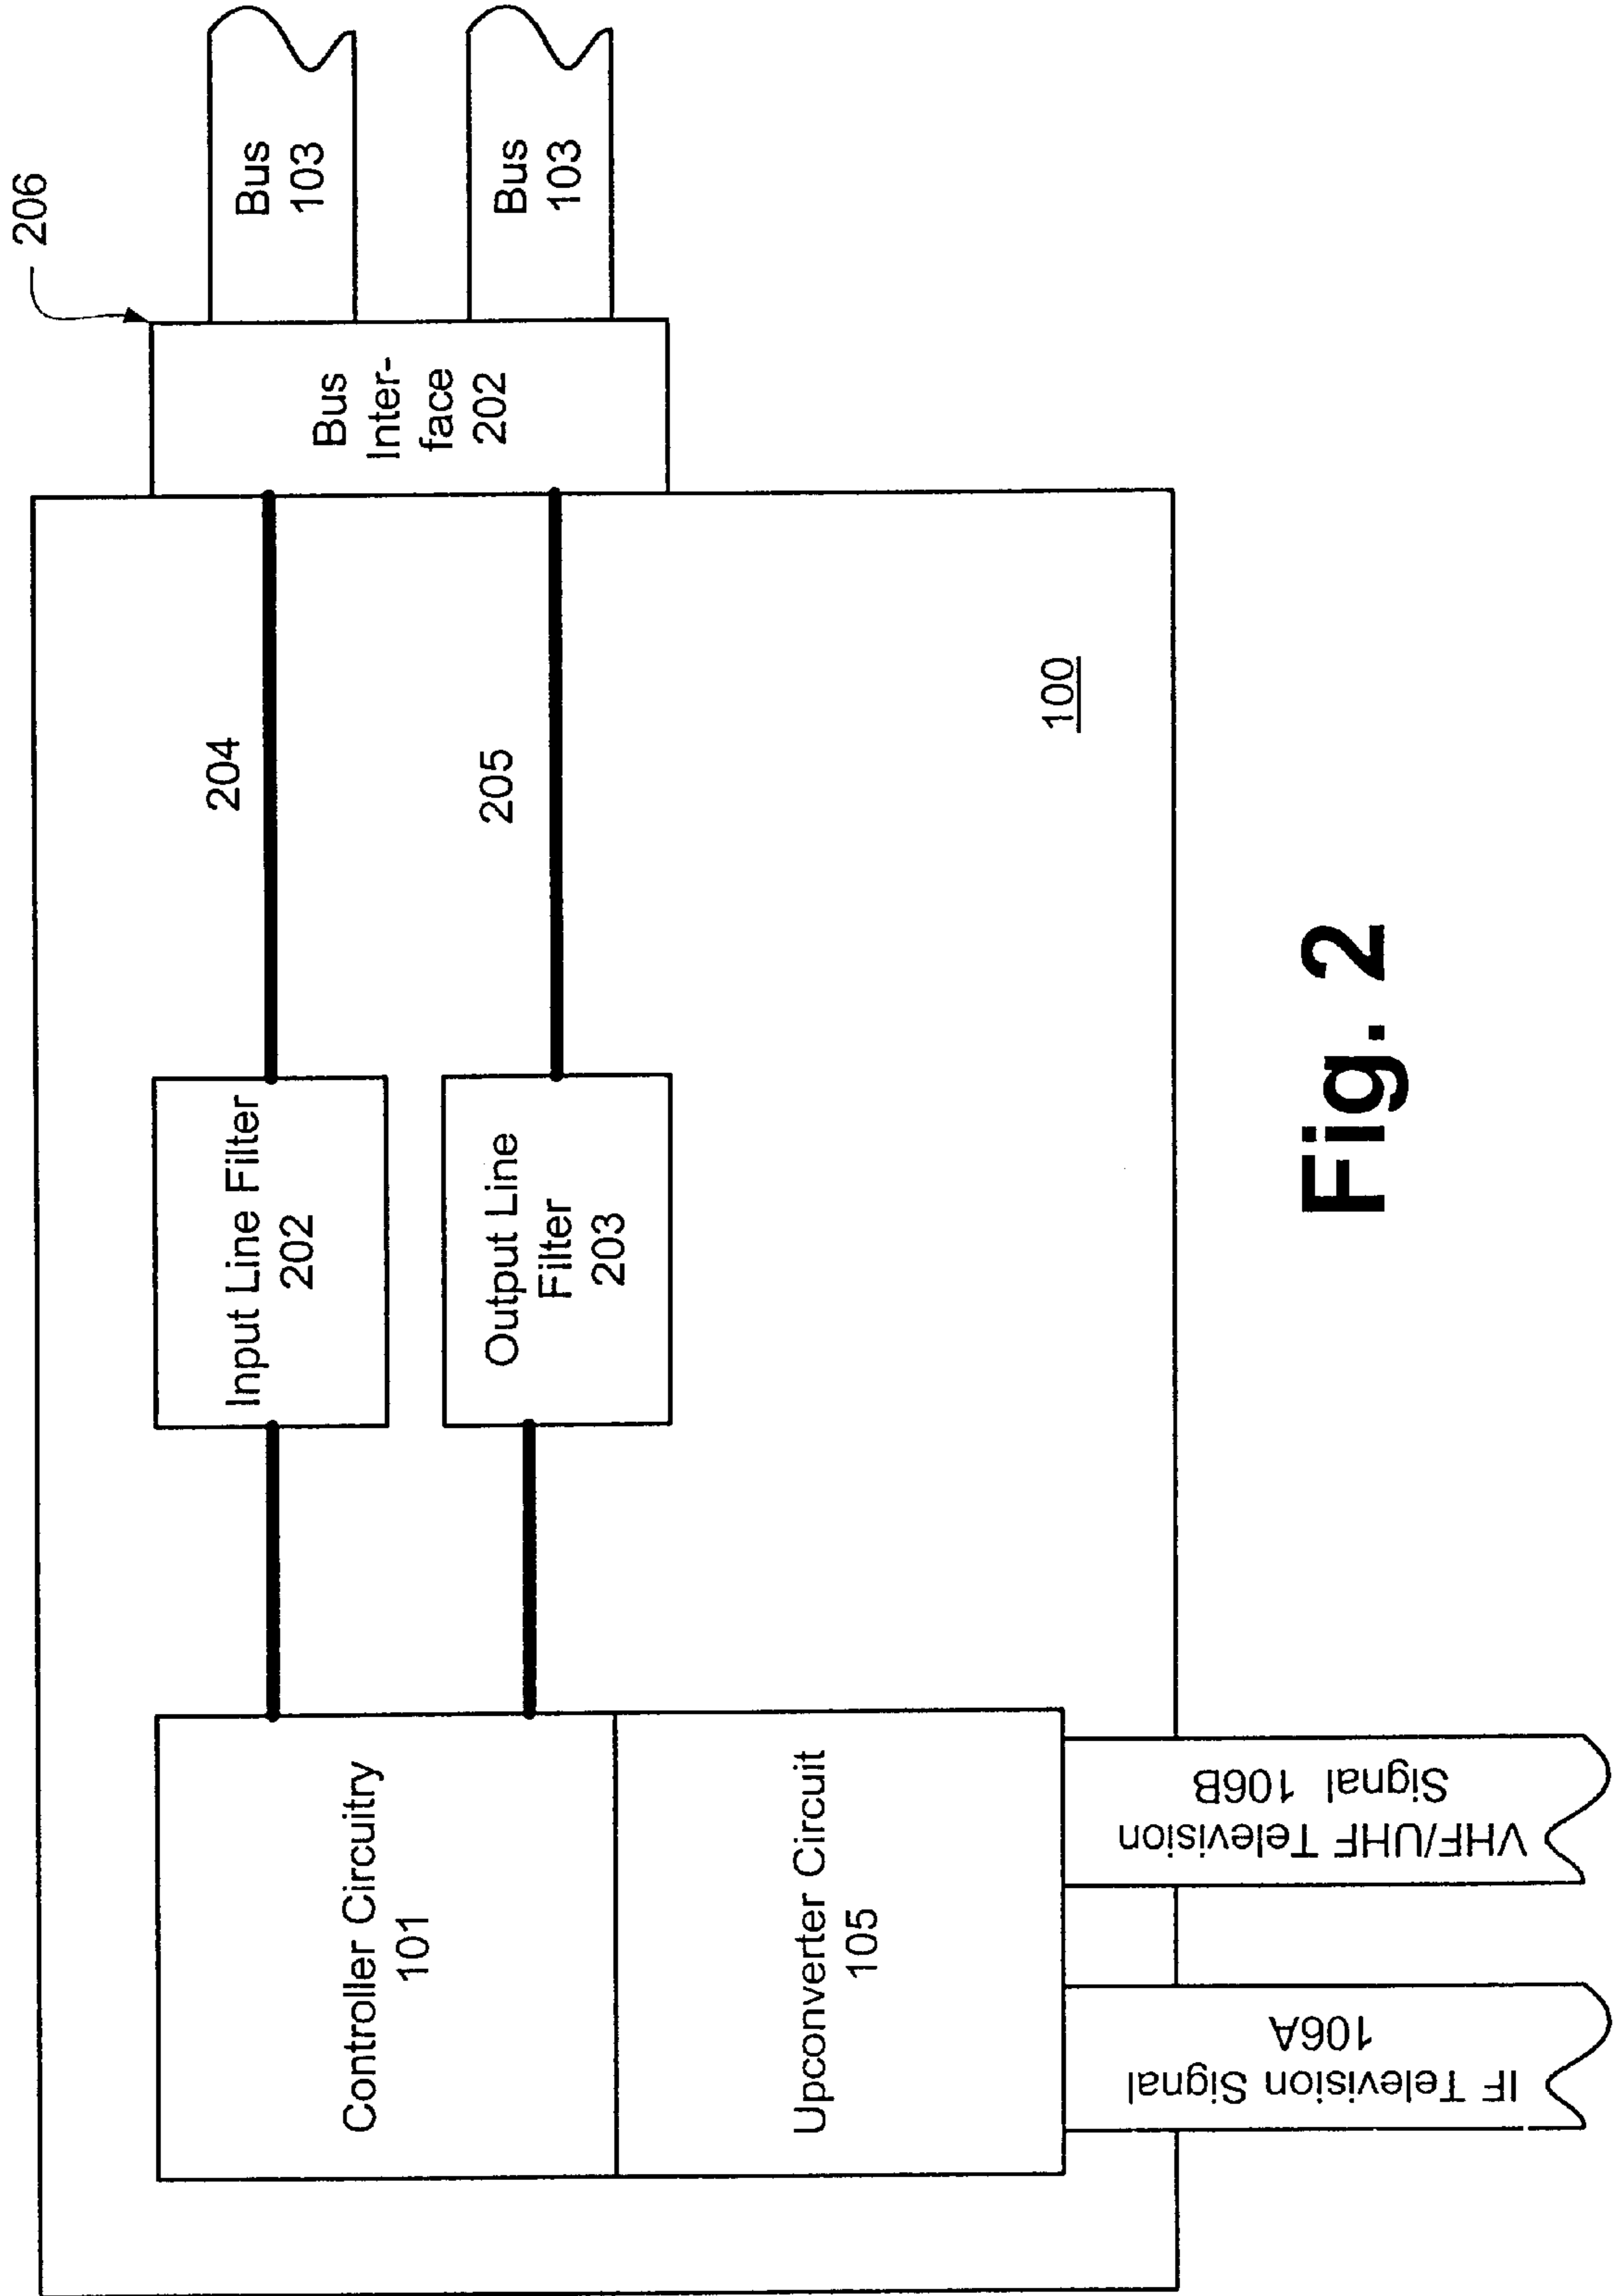 206
Bus
103
Bus
103
Bus
Inter-
face
202
204
205
100
Input Line Filter
202
Output Line
Filter
203
Controller Circuitry
101
Upconverter Circuit
105
IF Television Signal
106A
VHF/UHF Television
Signal 106B
Fig. 2